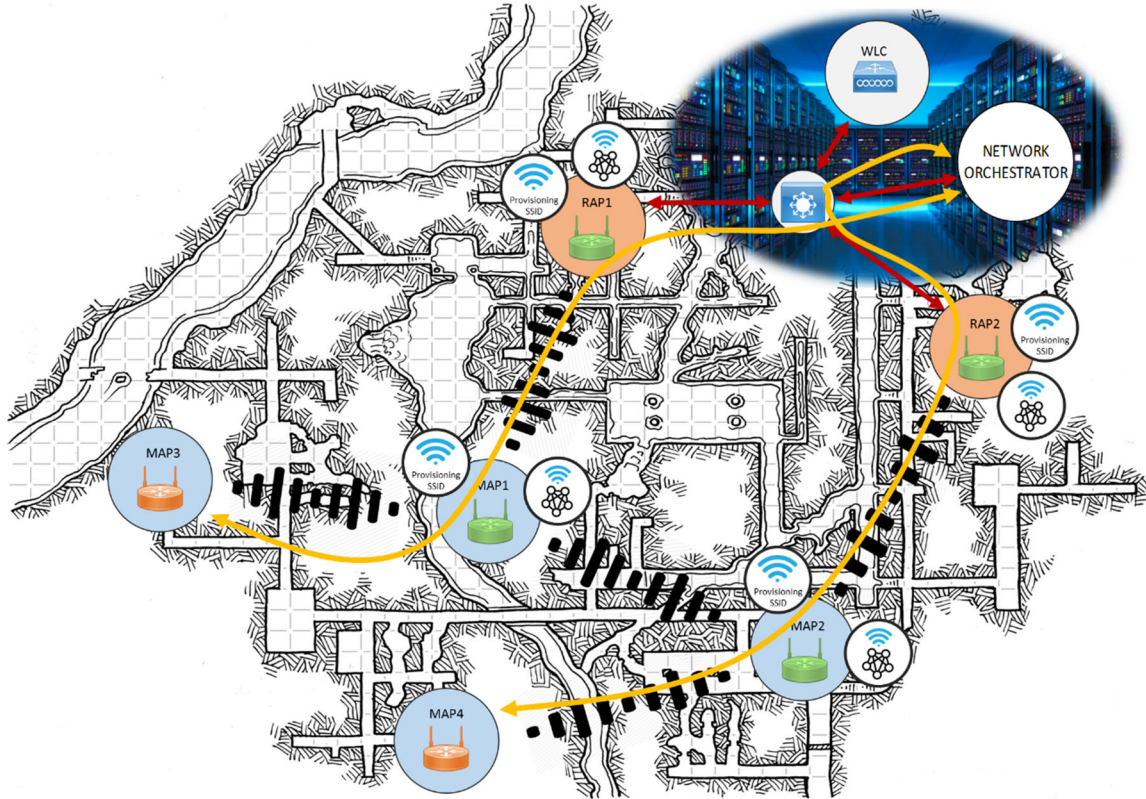 WLC
NETWORK
ORCHESTRATOR
Provisioning
SSID
RAP1
RAP2
Provisioning
SSID
MAP3
Provisioning
SSID
MAP1
Provisioning
SSID
MAP2
MAP4